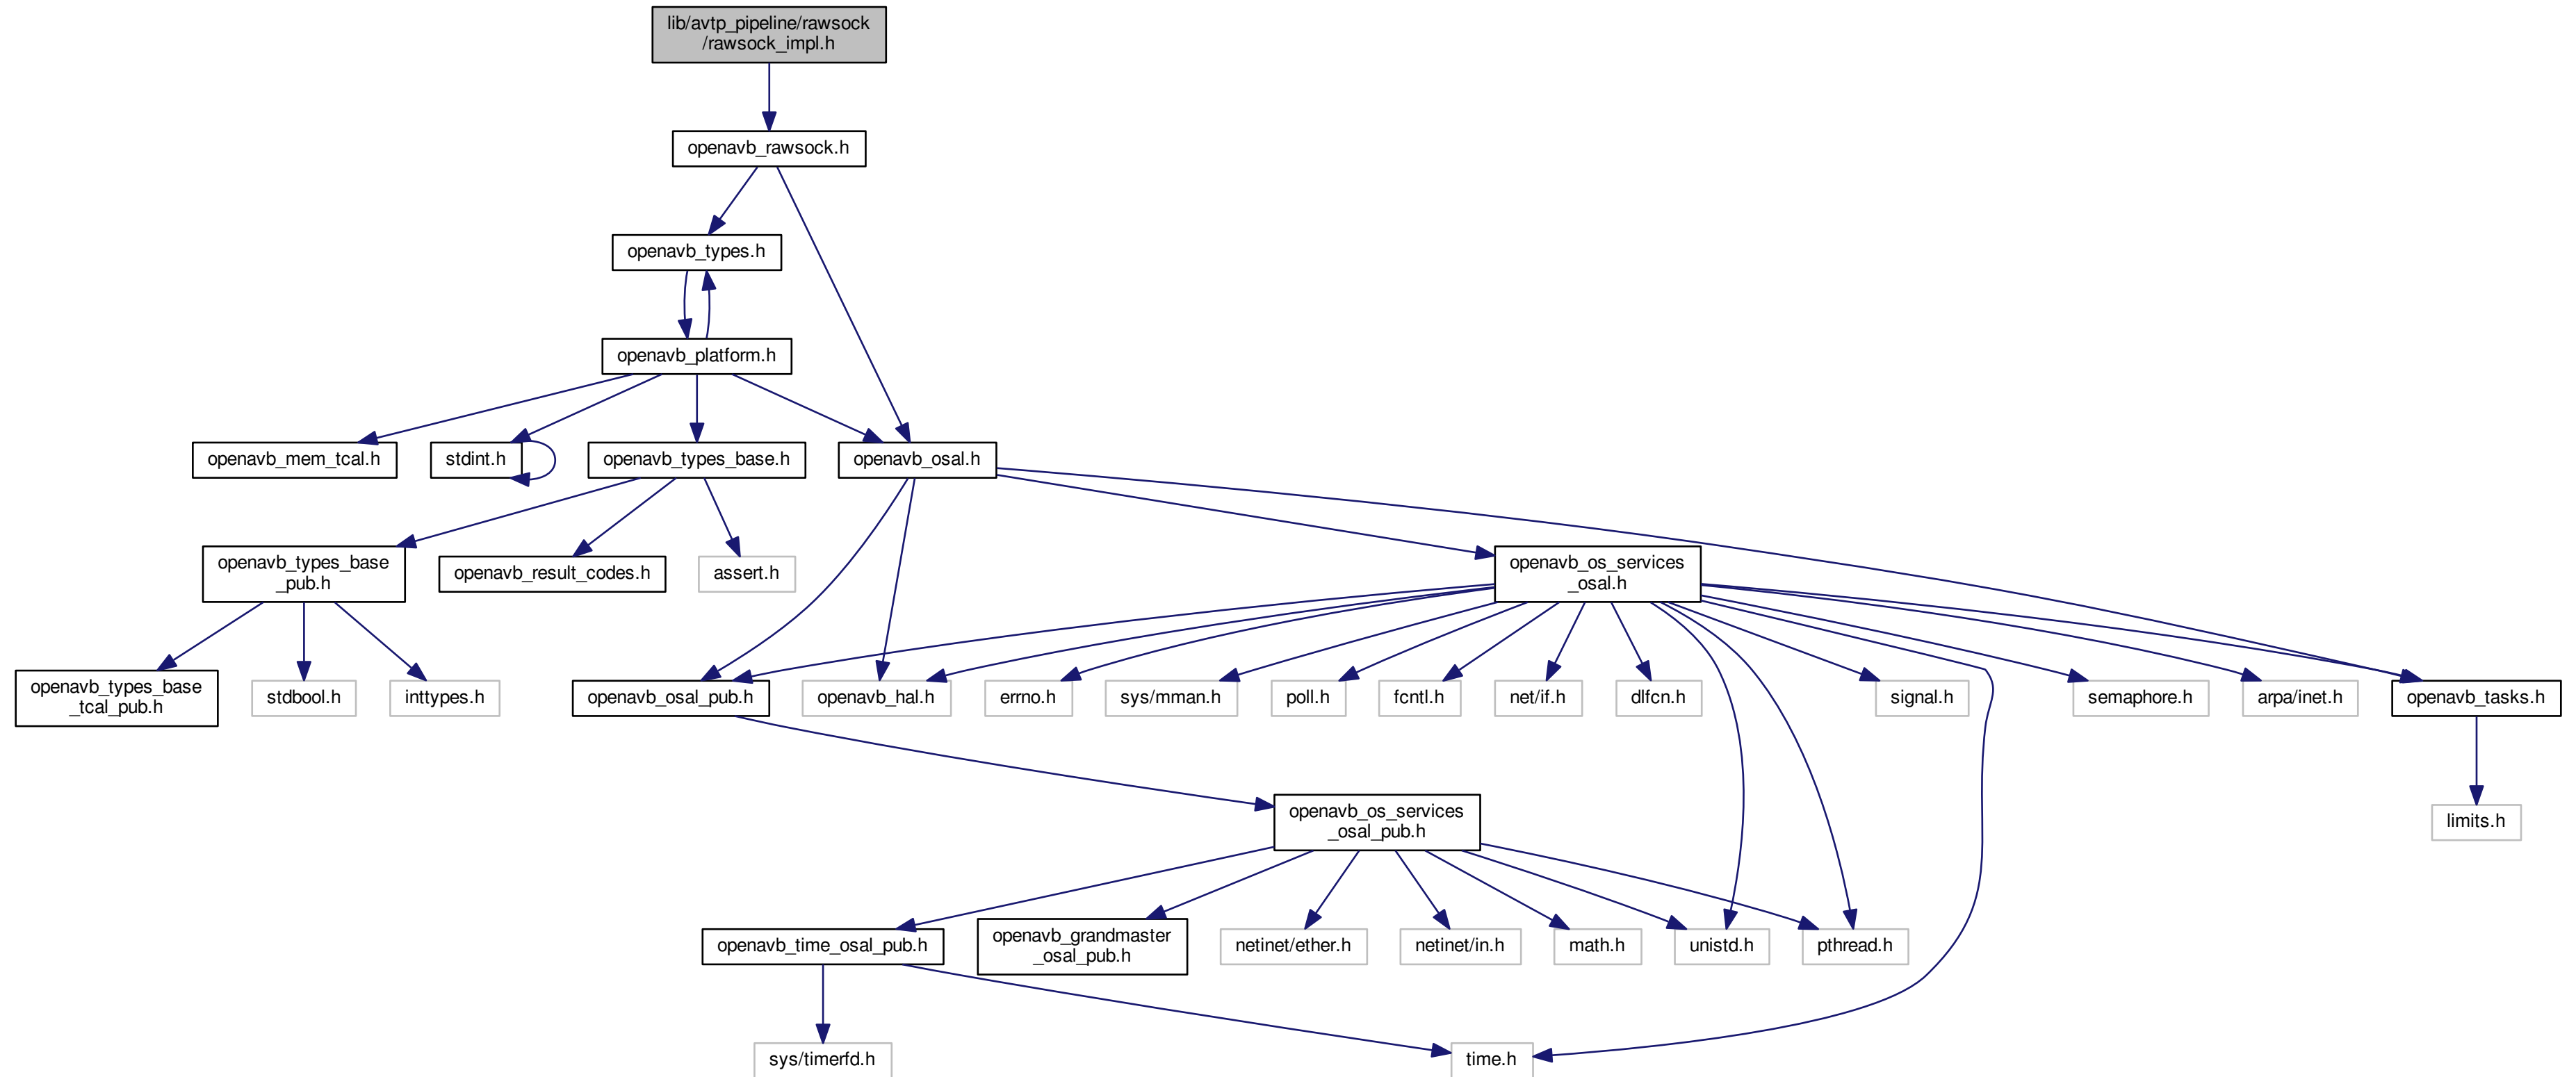 lib/avtp_pipeline/rawsock
/rawsock_impl.h
openavb_rawsock.h
openavb_types.h
openavb_platform.h
openavb_mem_tcal.h
stdint.h
openavb_types_base.h
openavb_osal.h
openavb_types_base
_pub.h
openavb_result_codes.h
assert.h
openavb_os_services
_osal.h
openavb_types_base
_tcal_pub.h
stdbool.h
inttypes.h
openavb_osal_pub.h
openavb_hal.h
errno.h
sys/mman.h
poll.h
fcntl.h
net/if.h
dlfcn.h
signal.h
semaphore.h
arpa/inet.h
openavb_tasks.h
openavb_os_services
_osal_pub.h
limits.h
openavb_time_osal_pub.h
openavb_grandmaster
_osal_pub.h
netinet/ether.h
netinet/in.h
math.h
unistd.h
pthread.h
sys/timerfd.h
time.h